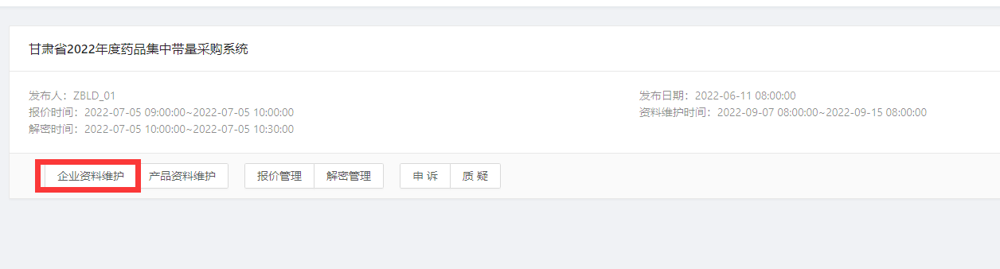 甘肃省2022年度药品集中带量采购系统
发布人：ZBLD_01
发布日期：2022-06-11 08:00:00
报价时间：2022-07-05 09:00:00~2022-07-05 10:00:00
资料维护时间：2022-09-07 08:00:00~2022-09-15 08:00:00
解密时间：2022-07-05 10:00:00~2022-07-05 10:30:00
企业资料维护 产品资料维护 报价管理 解密管理 申 诉 质 疑